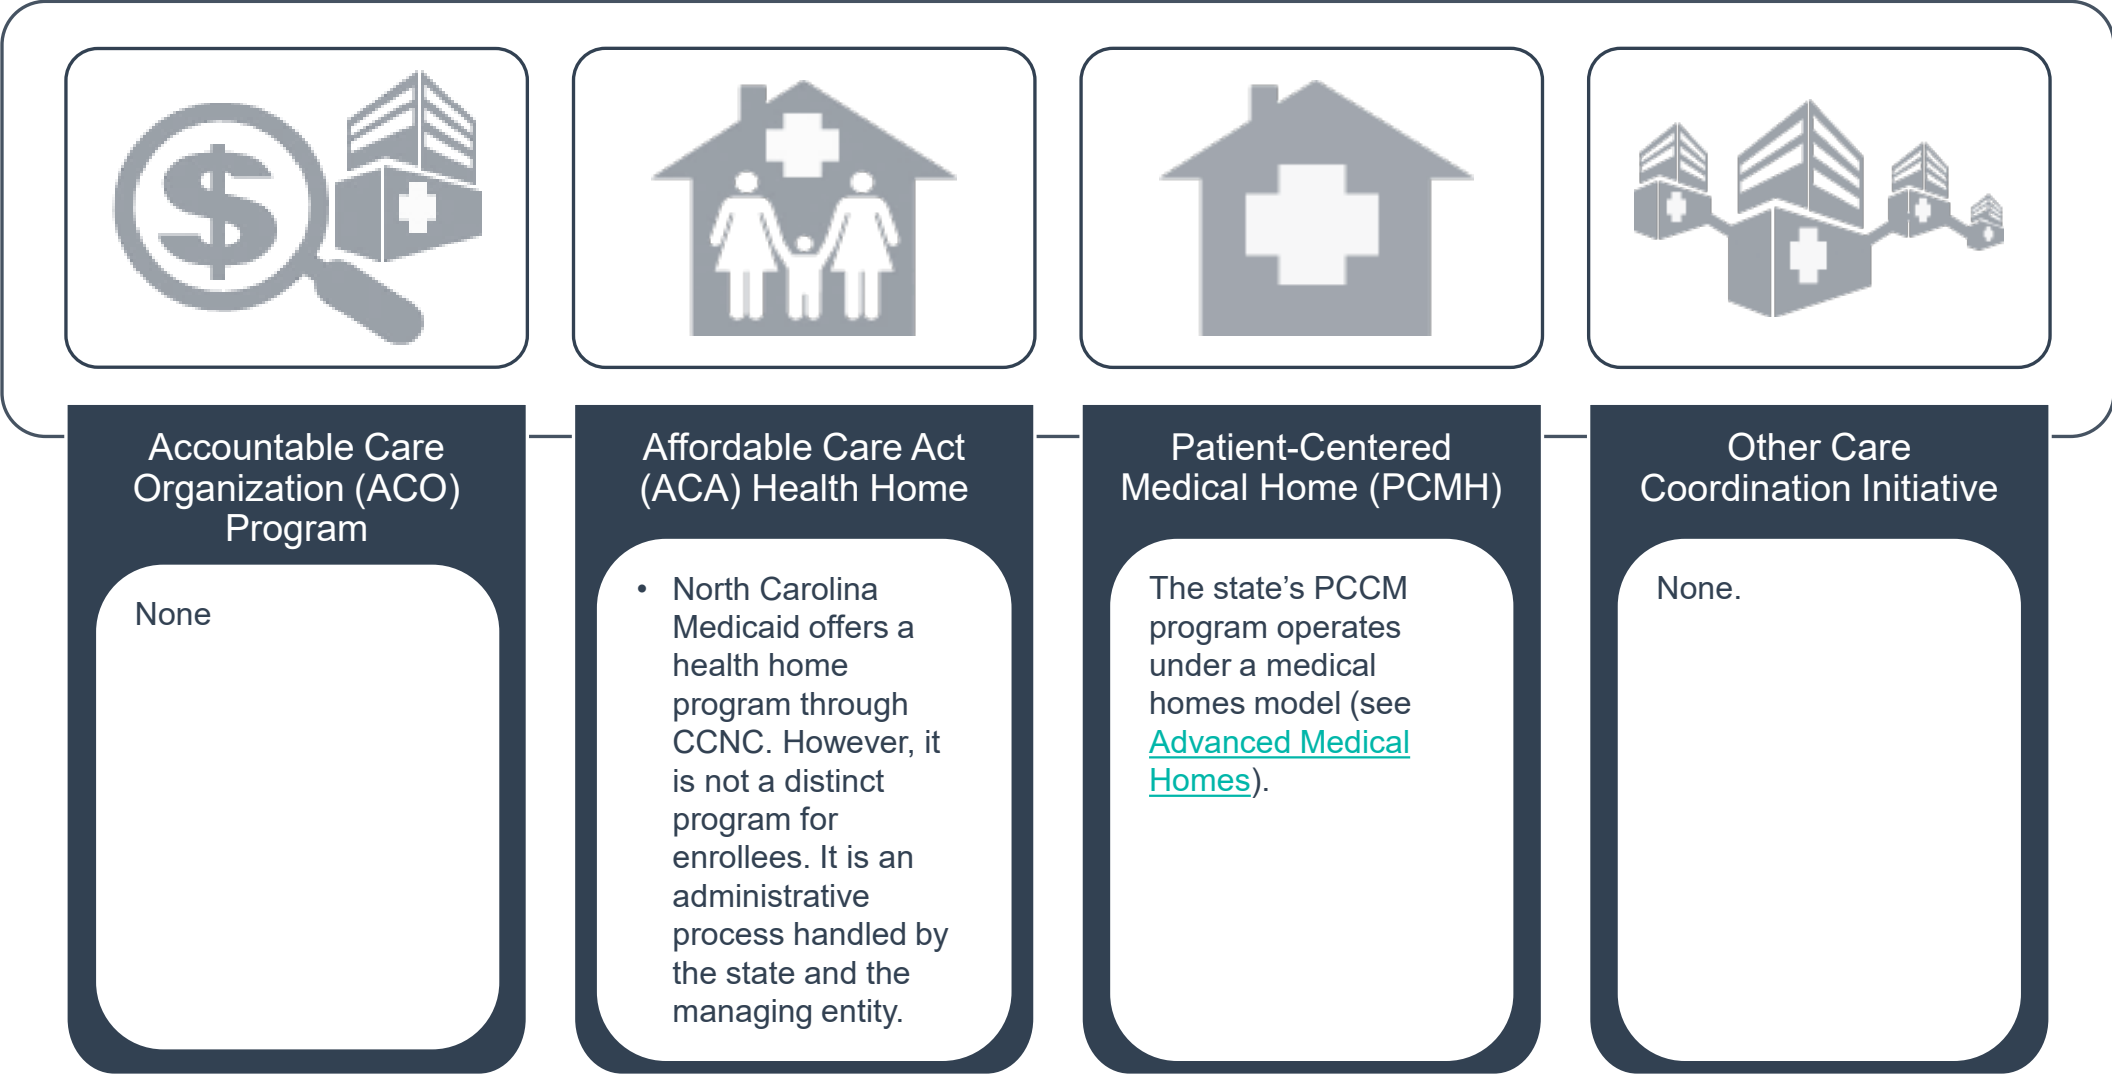 Accountable Care
Organization (ACO)
Program
None
Affordable Care Act
(ACA) Health Home
• North Carolina
Medicaid offers a
health home
program through
CCNC. However, it
is not a distinct
program for
enrollees. It is an
administrative
process handled by
the state and the
managing entity.
Patient-Centered
Medical Home (PCMH)
The state’s PCCM
program operates
under a medical
homes model (see
Advanced Medical
Homes).
Other Care
Coordination Initiative
None.